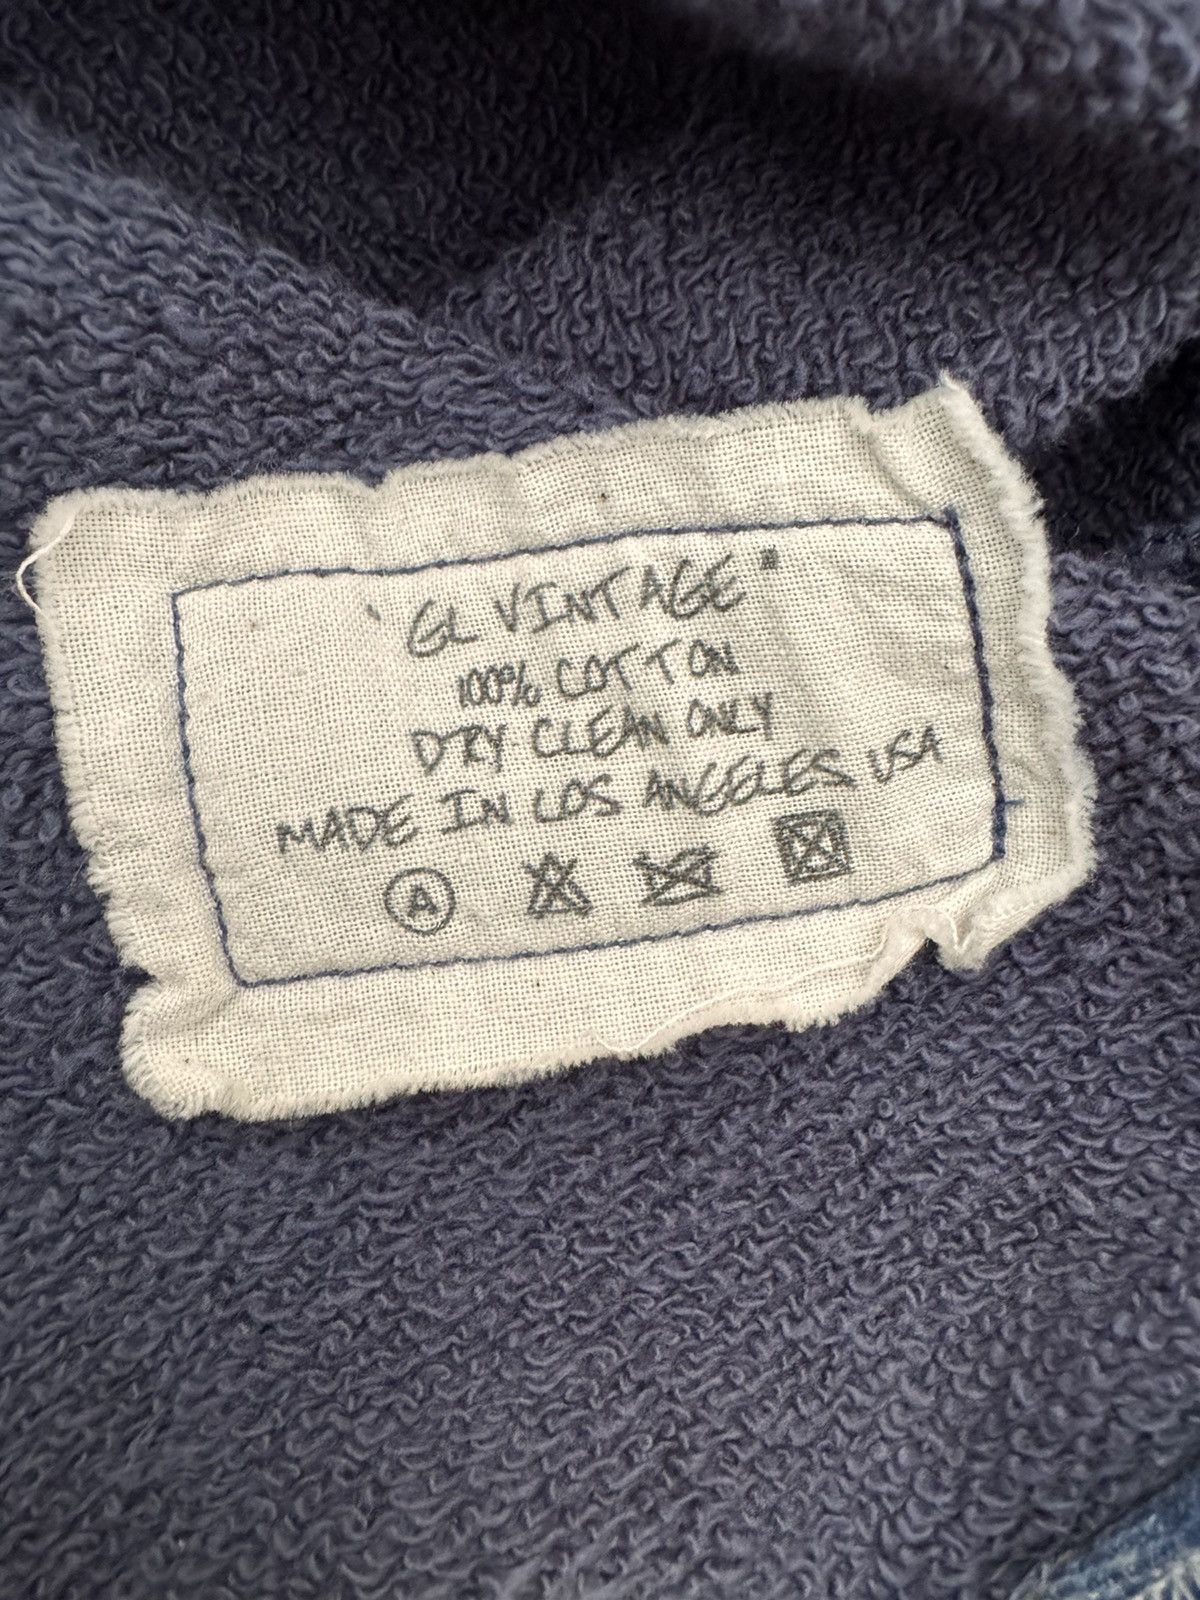 "GL VINTAGE"
100% COTTON
DRY CLEAN ONLY
MADE IN LOS ANGELES USA
A